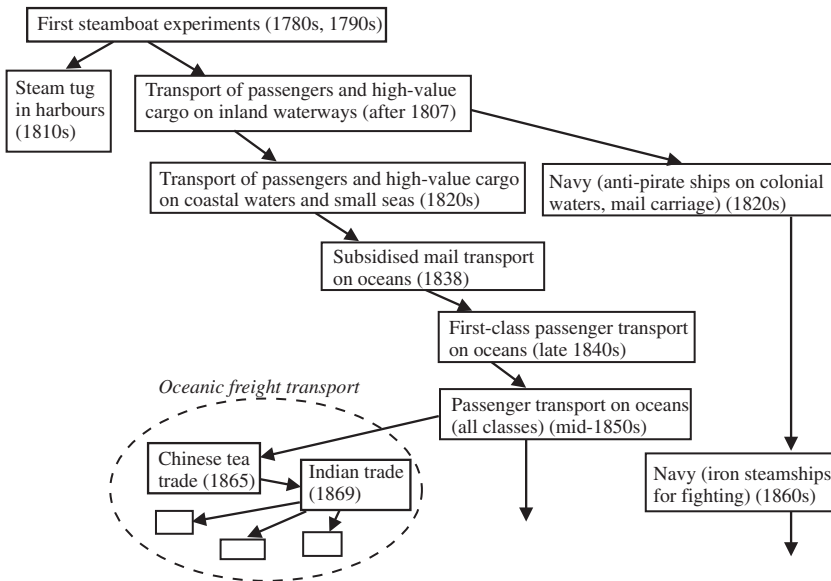 First steamboat experiments (1780s, 1790s)
Steam tug
in harbours
(1810s)
Transport of passengers and high-value
cargo on inland waterways (after 1807)
Transport of passengers and high-value cargo
on coastal waters and small seas (1820s)
Navy (anti-pirate ships on colonial
waters, mail carriage) (1820s)
Subsidised mail transport
on oceans (1838)
First-class passenger transport
on oceans (late 1840s)
Oceanic freight transport
Passenger transport on oceans
(all classes) (mid-1850s)
Chinese tea
trade (1865)
Indian trade
(1869)
Navy (iron steamships
for fighting) (1860s)